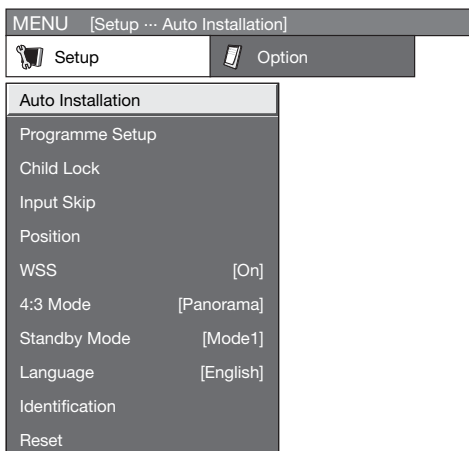 MENU [Setup ··· Auto Installation]
Setup Option
Auto Installation
Programme Setup
Child Lock
Input Skip
Position
WSS [On]
4:3 Mode [Panorama]
Standby Mode [Mode1]
Language [English]
Identification
Reset